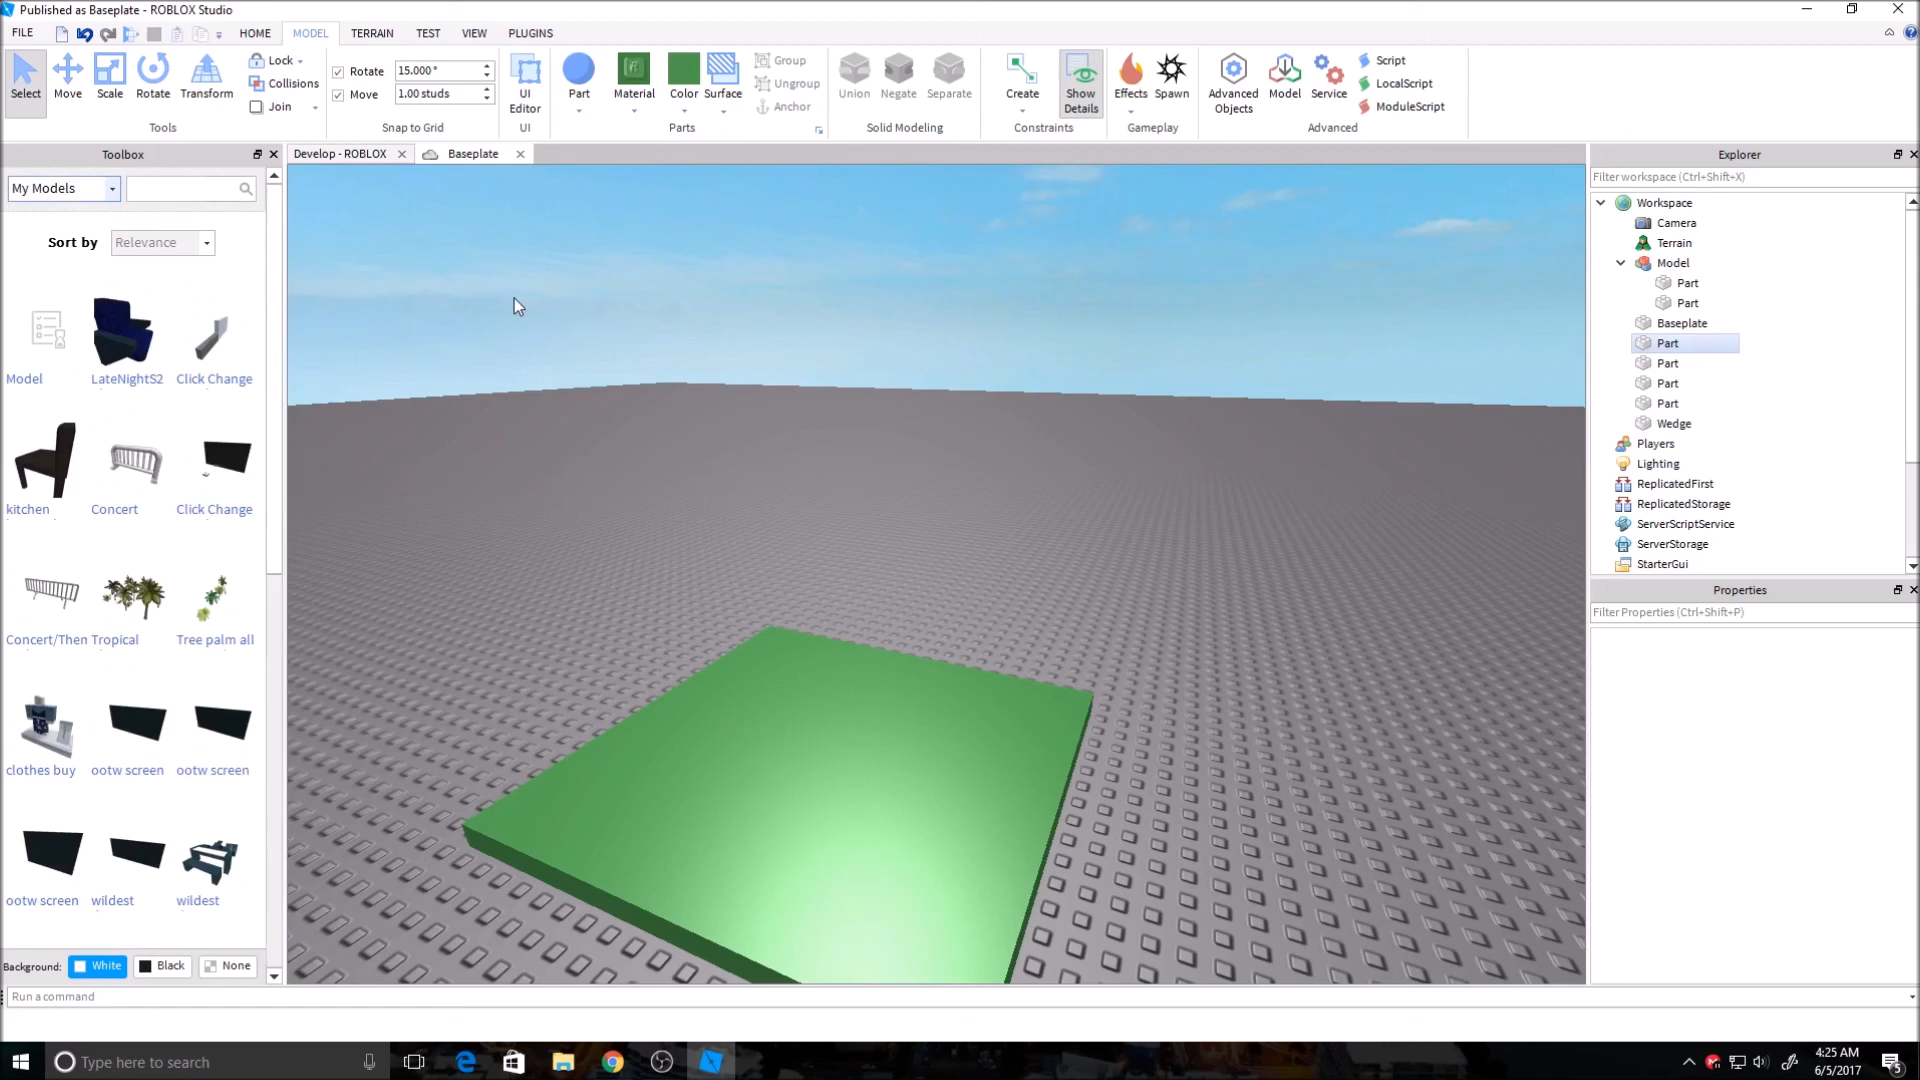 Published as Baseplate - ROBLOX Studio
FILE HOME MODEL TERRAIN TEST VIEW PLUGINS
Select Move Scale Rotate Transform
Lock
Collisions
Join
Tools
Rotate 15.000 °
Move 1.00 studs
Snap to Grid
UI Editor
UI
Part Material Color Surface
Group
Ungroup
Anchor
Parts
Union Negate Separate
Solid Modeling
Create Show Details
Constraints
Effects Spawn
Gameplay
Advanced Objects Model Service
Script
LocalScript
ModuleScript
Advanced
Toolbox
Develop - ROBLOX Baseplate
My Models
Sort by Relevance
Model LateNightS2 Click Change
kitchen Concert Click Change
Concert/Then Tropical Tree palm all
clothes buy ootw screen ootw screen
ootw screen wildest wildest
Background: White Black None
Run a command
Explorer
Filter workspace (Ctrl+Shift+X)
Workspace
Camera
Terrain
Model
Part
Part
Baseplate
Part
Part
Part
Part
Wedge
Players
Lighting
ReplicatedFirst
ReplicatedStorage
ServerScriptService
ServerStorage
StarterGui
Properties
Filter Properties (Ctrl+Shift+P)
Type here to search
4:25 AM
6/5/2017
5